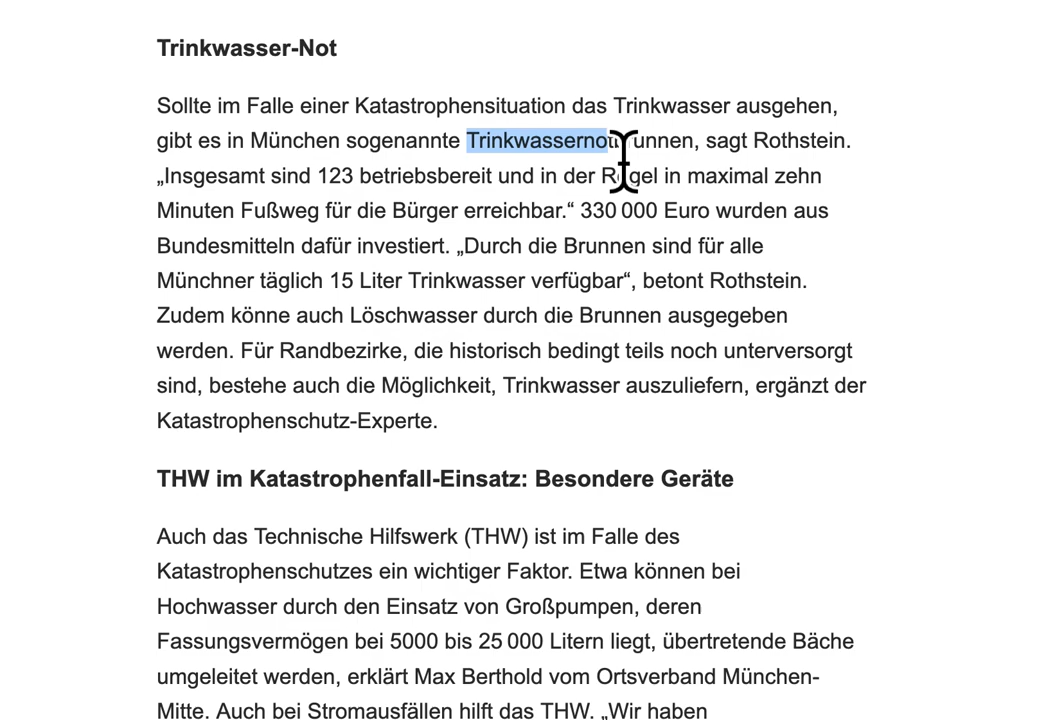 Trinkwasser-Not
Sollte im Falle einer Katastrophensituation das Trinkwasser ausgehen,
gibt es in München sogenannte Trinkwassernotbrunnen, sagt Rothstein.
„Insgesamt sind 123 betriebsbereit und in der Regel in maximal zehn
Minuten Fußweg für die Bürger erreichbar.“ 330 000 Euro wurden aus
Bundesmitteln dafür investiert. „Durch die Brunnen sind für alle
Münchner täglich 15 Liter Trinkwasser verfügbar“, betont Rothstein.
Zudem könne auch Löschwasser durch die Brunnen ausgegeben
werden. Für Randbezirke, die historisch bedingt teils noch unterversorgt
sind, bestehe auch die Möglichkeit, Trinkwasser auszuliefern, ergänzt der
Katastrophenschutz-Experte.
THW im Katastrophenfall-Einsatz: Besondere Geräte
Auch das Technische Hilfswerk (THW) ist im Falle des
Katastrophenschutzes ein wichtiger Faktor. Etwa können bei
Hochwasser durch den Einsatz von Großpumpen, deren
Fassungsvermögen bei 5000 bis 25 000 Litern liegt, übertretende Bäche
umgeleitet werden, erklärt Max Berthold vom Ortsverband München-
Mitte. Auch bei Stromausfällen hilft das THW. „Wir haben